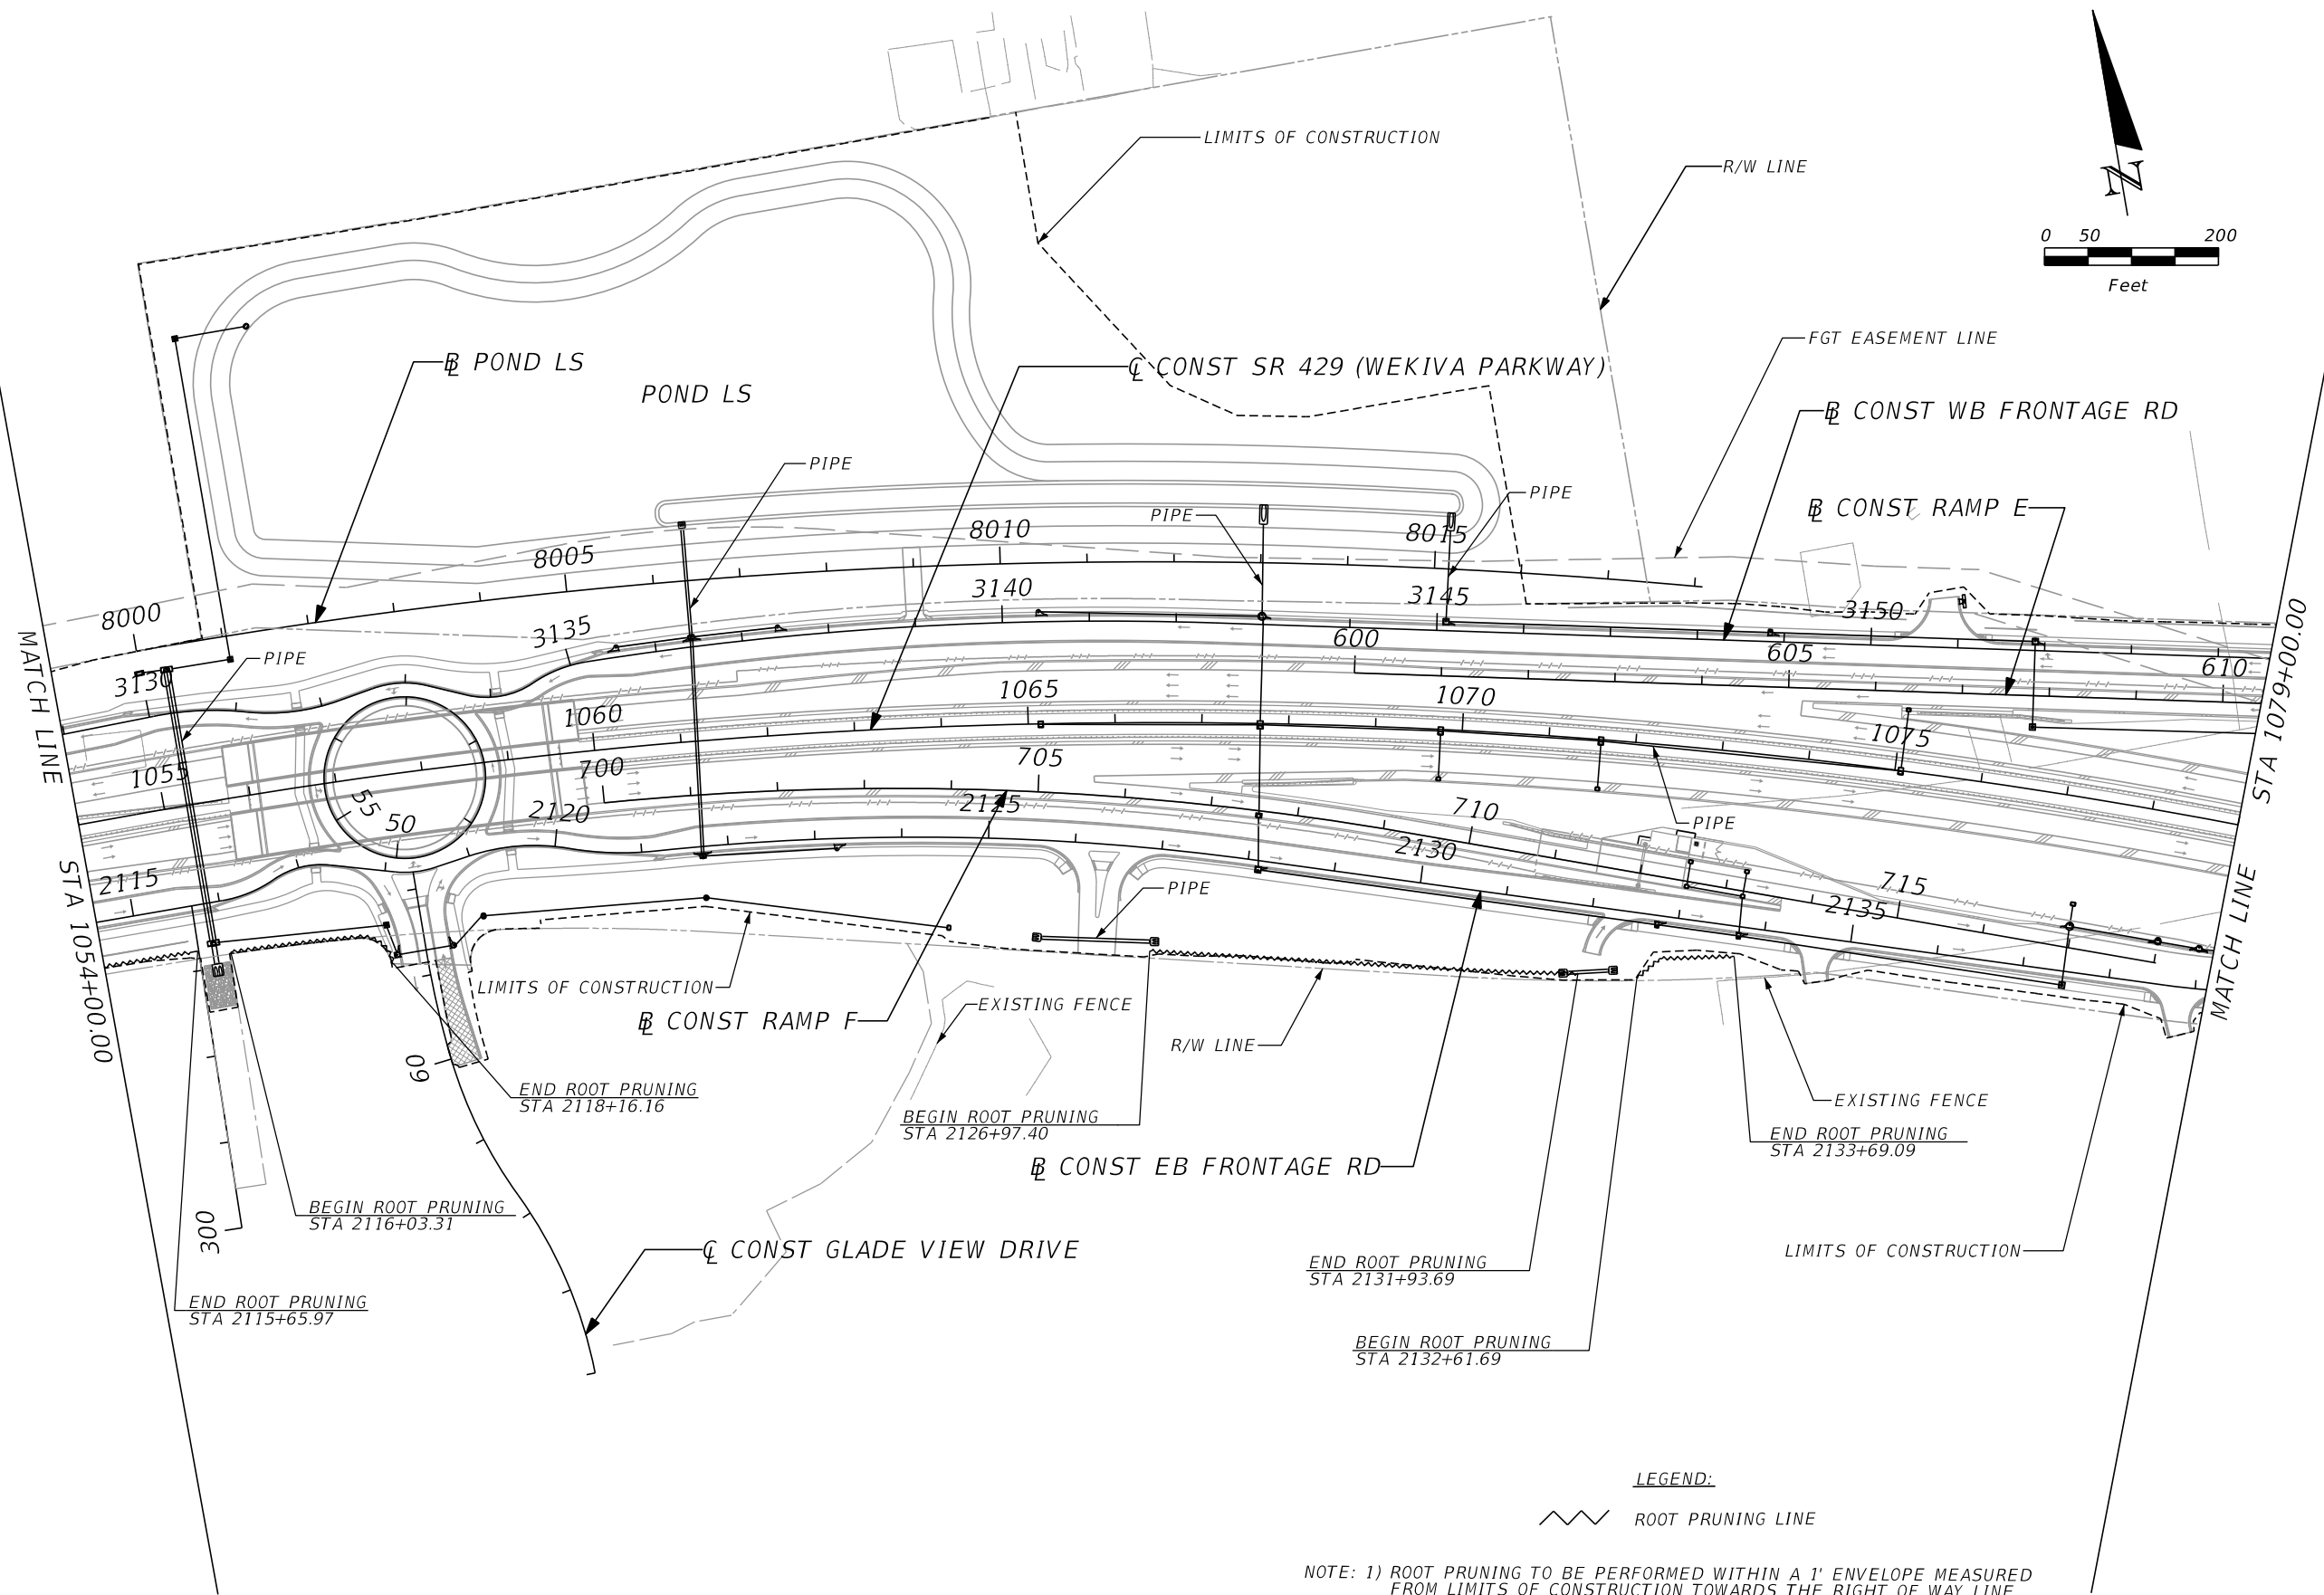 LIMITS OF CONSTRUCTION
R/W LINE
0 50 200
Feet
FGT EASEMENT LINE
℄ CONST SR 429 (WEKIVA PARKWAY)
BL POND LS
POND LS
BL CONST WB FRONTAGE RD
PIPE
PIPE
PIPE
BL CONST RAMP E
8000
8005
8010
8015
3130
3135
3140
3145
3150
600
605
610
MATCH LINE
STA 1054+00.00
MATCH LINE
STA 1079+00.00
PIPE
1055
1060
1065
1070
1075
700
705
710
715
55
50
60
2115
2120
2125
2130
2135
PIPE
PIPE
LIMITS OF CONSTRUCTION
BL CONST RAMP F
EXISTING FENCE
R/W LINE
END ROOT PRUNING
STA 2118+16.16
BEGIN ROOT PRUNING
STA 2126+97.40
EXISTING FENCE
END ROOT PRUNING
STA 2133+69.09
BL CONST EB FRONTAGE RD
BEGIN ROOT PRUNING
STA 2116+03.31
300
℄ CONST GLADE VIEW DRIVE
END ROOT PRUNING
STA 2131+93.69
LIMITS OF CONSTRUCTION
END ROOT PRUNING
STA 2115+65.97
BEGIN ROOT PRUNING
STA 2132+61.69
LEGEND:
ROOT PRUNING LINE
NOTE: 1) ROOT PRUNING TO BE PERFORMED WITHIN A 1' ENVELOPE MEASURED
FROM LIMITS OF CONSTRUCTION TOWARDS THE RIGHT OF WAY LINE
N